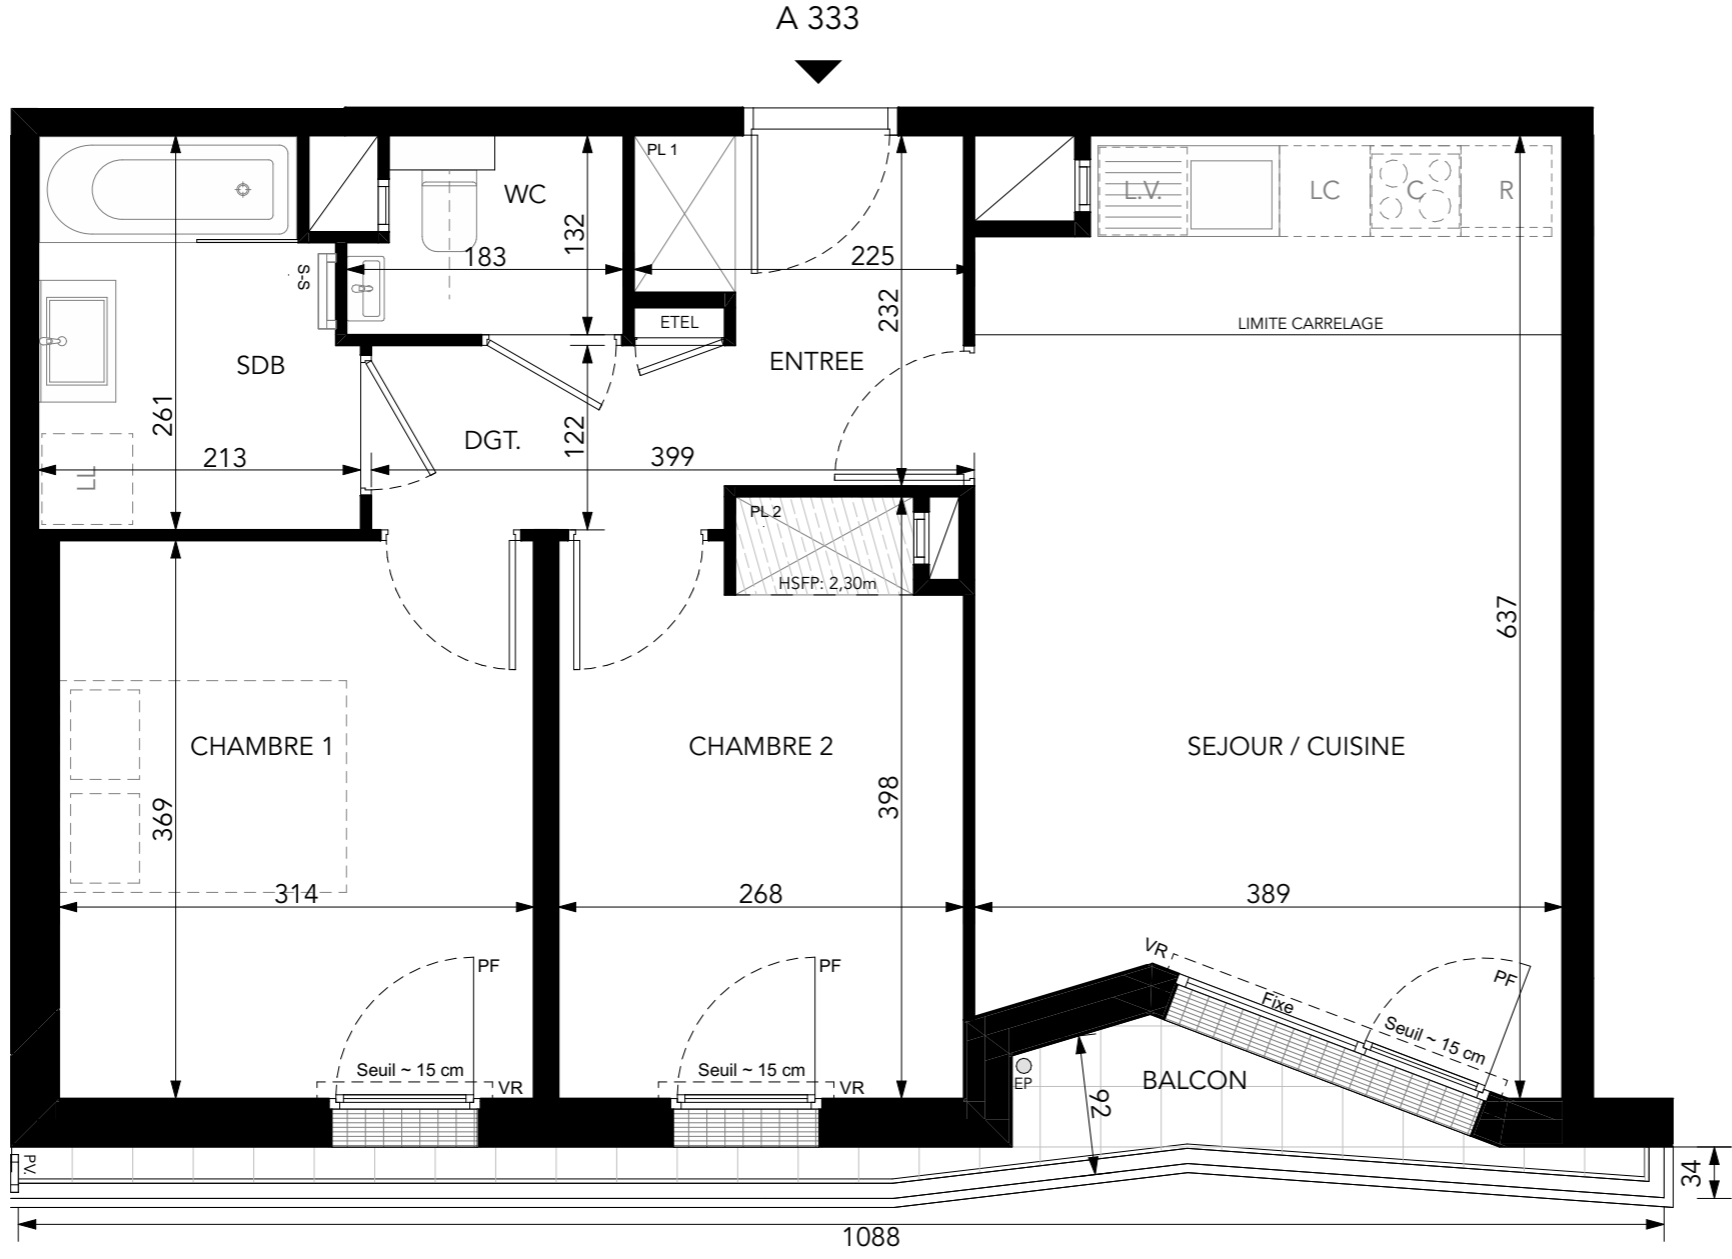 A 333
PL 1
WC
L.V.
LC
C
R
132
183
225
S-S
232
ETEL
LIMITE CARRELAGE
SDB
ENTREE
261
DGT.
122
213
399
LL
PL 2
HSFP: 2,30m
637
CHAMBRE 1
CHAMBRE 2
SEJOUR / CUISINE
369
398
314
268
389
PF
PF
VR
PF
Fixe
Seuil ~ 15 cm
Seuil ~ 15 cm
VR
Seuil ~ 15 cm
VR
EP
BALCON
92
PV.
34
1088